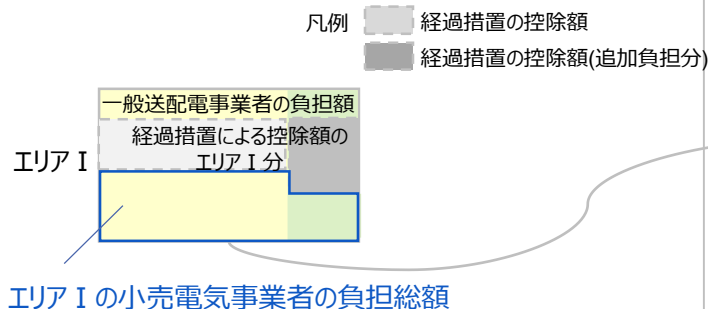 凡例 経過措置の控除額
経過措置の控除額(追加負担分)
一般送配電事業者の負担額
経過措置による控除額の
エリアⅠ分
エリアⅠ
エリアⅠの小売電気事業者の負担総額